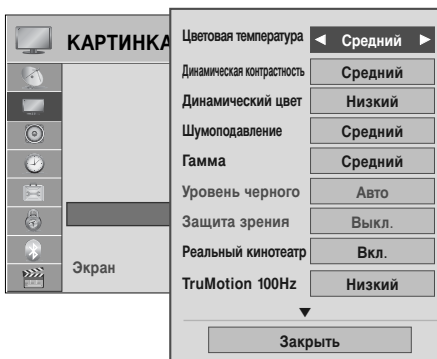 КАРТИНКА
Экран
Цветовая температура ◄ Средний ►
Динамическая контрастность Средний
Динамический цвет Низкий
Шумоподавление Средний
Гамма Средний
Уровень черного Авто
Защита зрения Выкл.
Реальный кинотеатр Вкл.
TruMotion 100Hz Низкий
▼
Закрыть